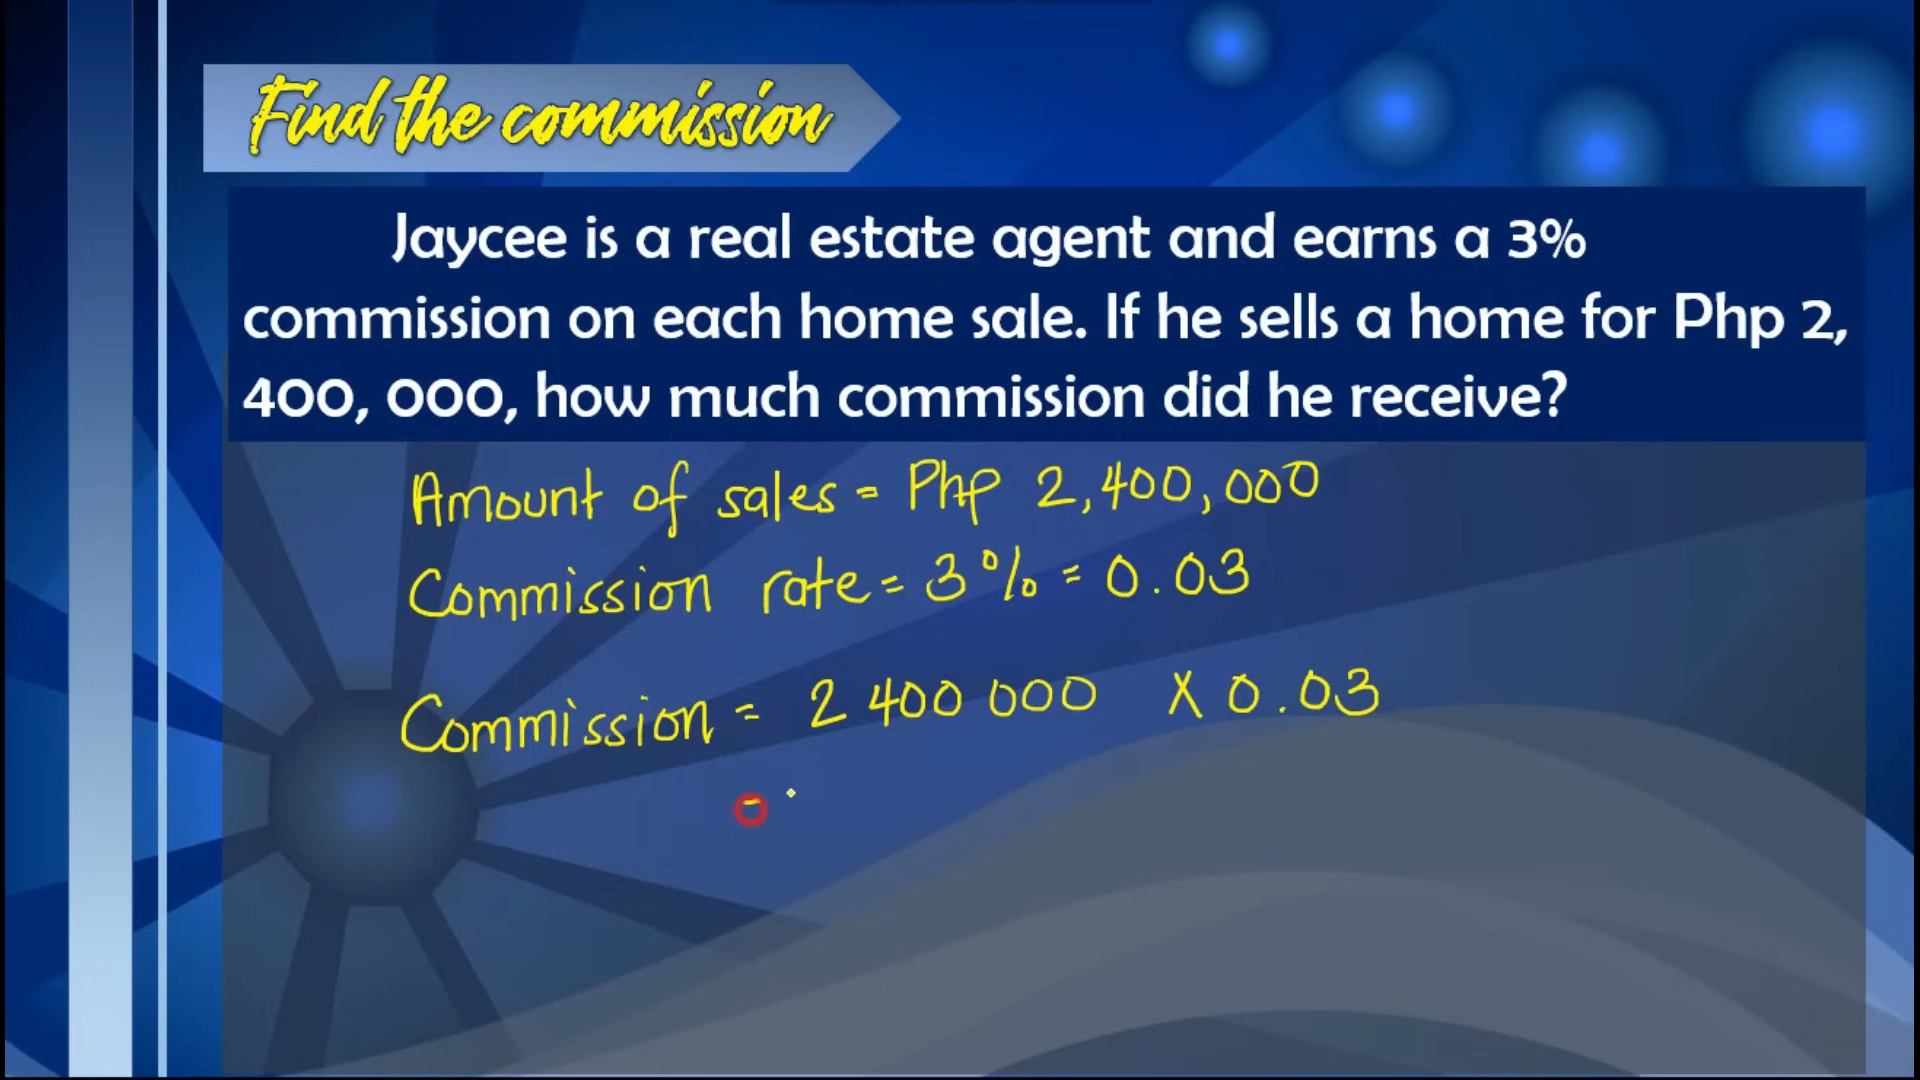 Find the commission
Jaycee is a real estate agent and earns a 3%
commission on each home sale. If he sells a home for Php 2,
400, 000, how much commission did he receive?
Amount of sales = Php 2,400,000
Commission rate = 3% = 0.03
Commission = 2 400 000 X 0.03
-